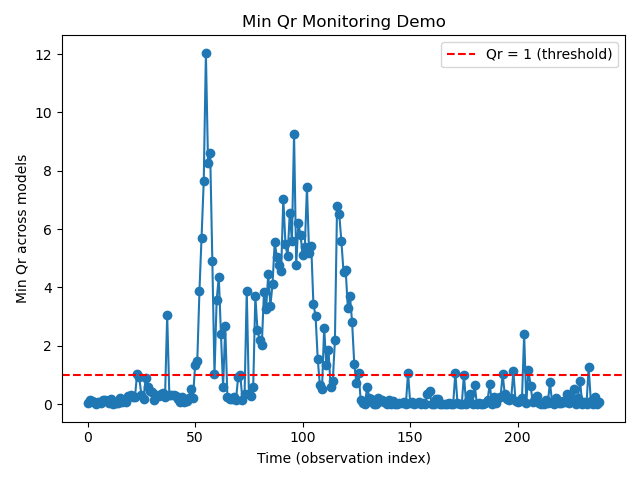 Min Qr Monitoring Demo
Qr = 1 (threshold)
Min Qr across models
12
10
8
6
4
2
0
0 50 100 150 200
Time (observation index)